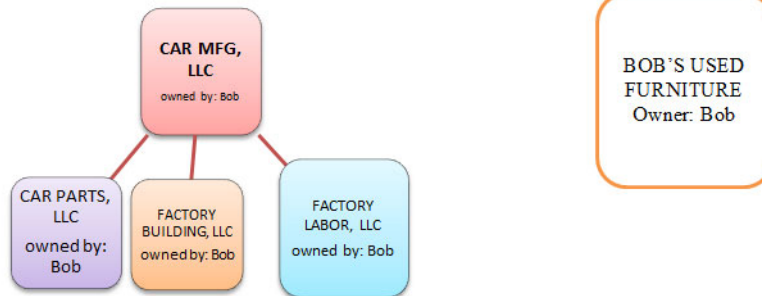 CAR MFG,
LLC
owned by: Bob
BOB'S USED
FURNITURE
Owner: Bob
CAR PARTS,
LLC
owned by:
Bob
FACTORY
BUILDING, LLC
owned by: Bob
FACTORY
LABOR, LLC
owned by: Bob